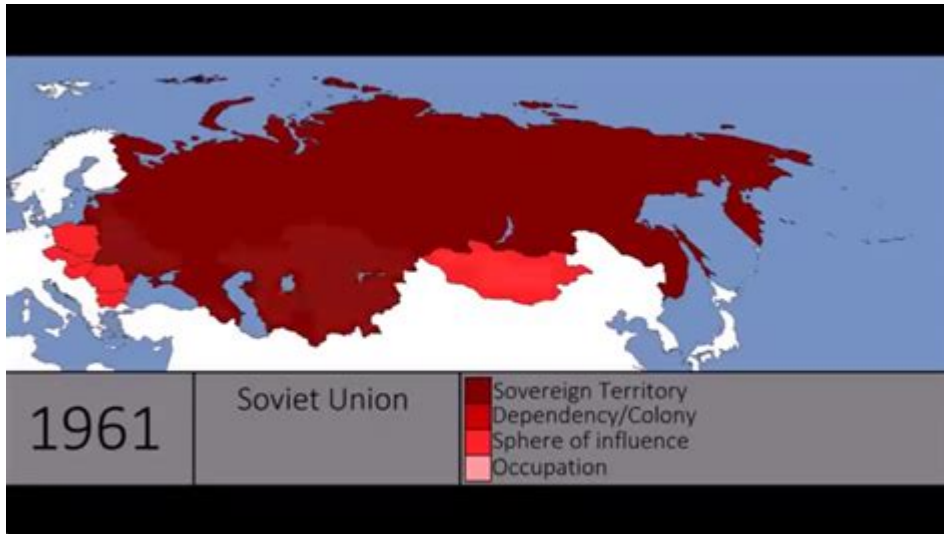 1961
Soviet Union
Sovereign Territory
Dependency/Colony
Sphere of influence
Occupation